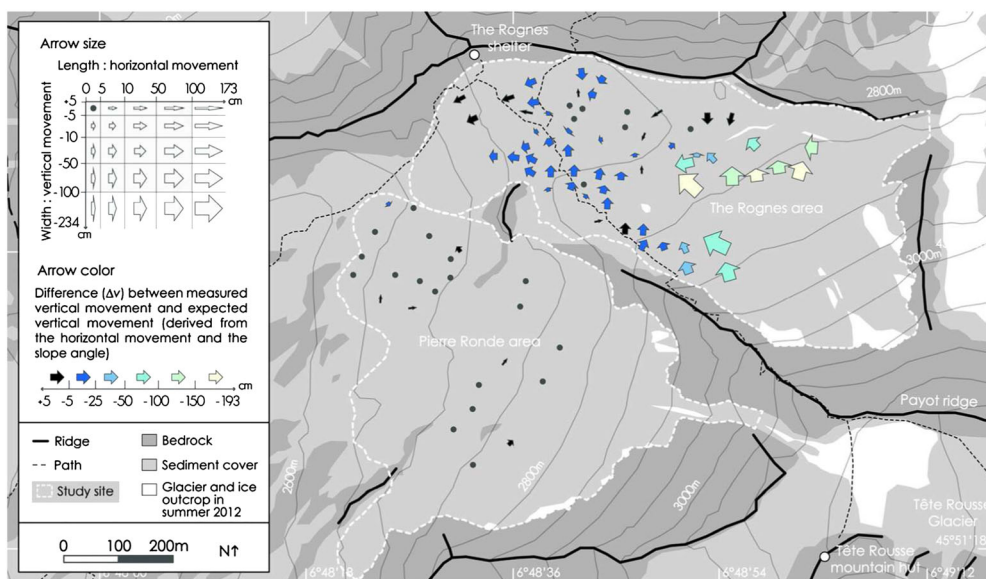 Arrow size
Length : horizontal movement
0 5 10 50 100 173
cm
+5
-5
-10
-50
-100
-234
cm
Width : vertical movement
Arrow color
Difference (Δv) between measured
vertical movement and expected
vertical movement (derived from
the horizontal movement and the
slope angle)
cm
+5 -5 -25 -50 -100 -150 -193
Ridge
Path
Study site
Bedrock
Sediment cover
Glacier and ice
outcrop in
summer 2012
0 100 200m
N↑
The Rognes
shelter
2800m
The Rognes area
3000m
Pierre Ronde area
Payot ridge
2600m
2800m
3000m
Tête Rousse
Glacier
45°51'18
Tête Rousse
mountain hut
6°48'18
6°48'36
6°48'54
6°49'12